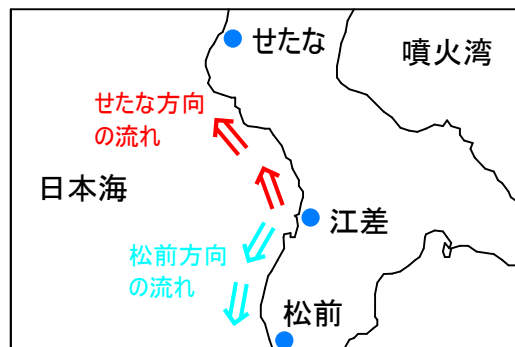 せたな
噴火湾
せたな方向
の流れ
日本海
江差
松前方向
の流れ
松前